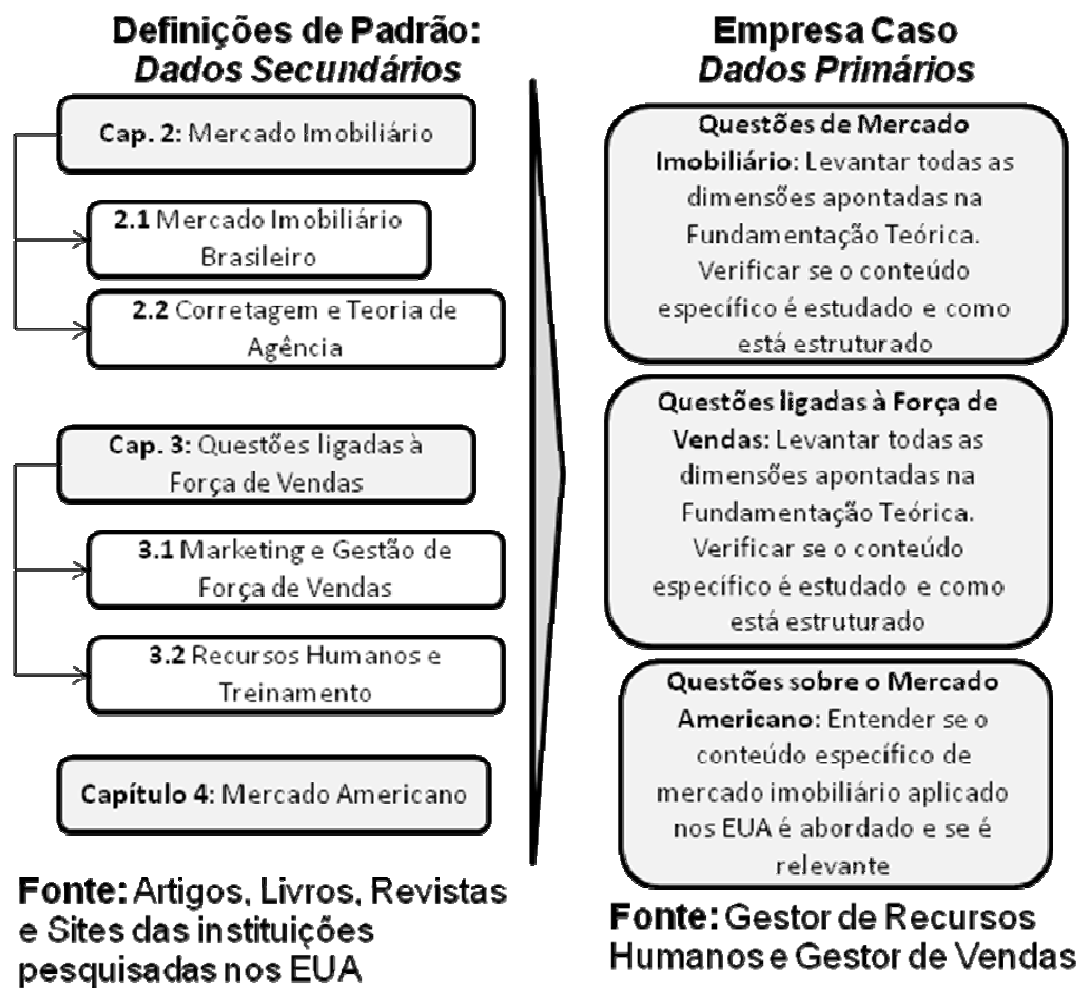 Definições de Padrão:
Dados Secundários
Cap. 2: Mercado Imobiliário
2.1 Mercado Imobiliário
Brasileiro
2.2 Corretagem e Teoria de
Agência
Cap. 3: Questões ligadas à
Força de Vendas
3.1 Marketing e Gestão de
Força de Vendas
3.2 Recursos Humanos e
Treinamento
Capítulo 4: Mercado Americano
Fonte: Artigos, Livros, Revistas
e Sites das instituições
pesquisadas nos EUA
Empresa Caso
Dados Primários
Questões de Mercado
Imobiliário: Levantar todas as
dimensões apontadas na
Fundamentação Teórica.
Verificar se o conteúdo
específico é estudado e como
está estruturado
Questões ligadas à Força de
Vendas: Levantar todas as
dimensões apontadas na
Fundamentação Teórica.
Verificar se o conteúdo
específico é estudado e como
está estruturado
Questões sobre o Mercado
Americano: Entender se o
conteúdo específico de
mercado imobiliário aplicado
nos EUA é abordado e se é
relevante
Fonte: Gestor de Recursos
Humanos e Gestor de Vendas